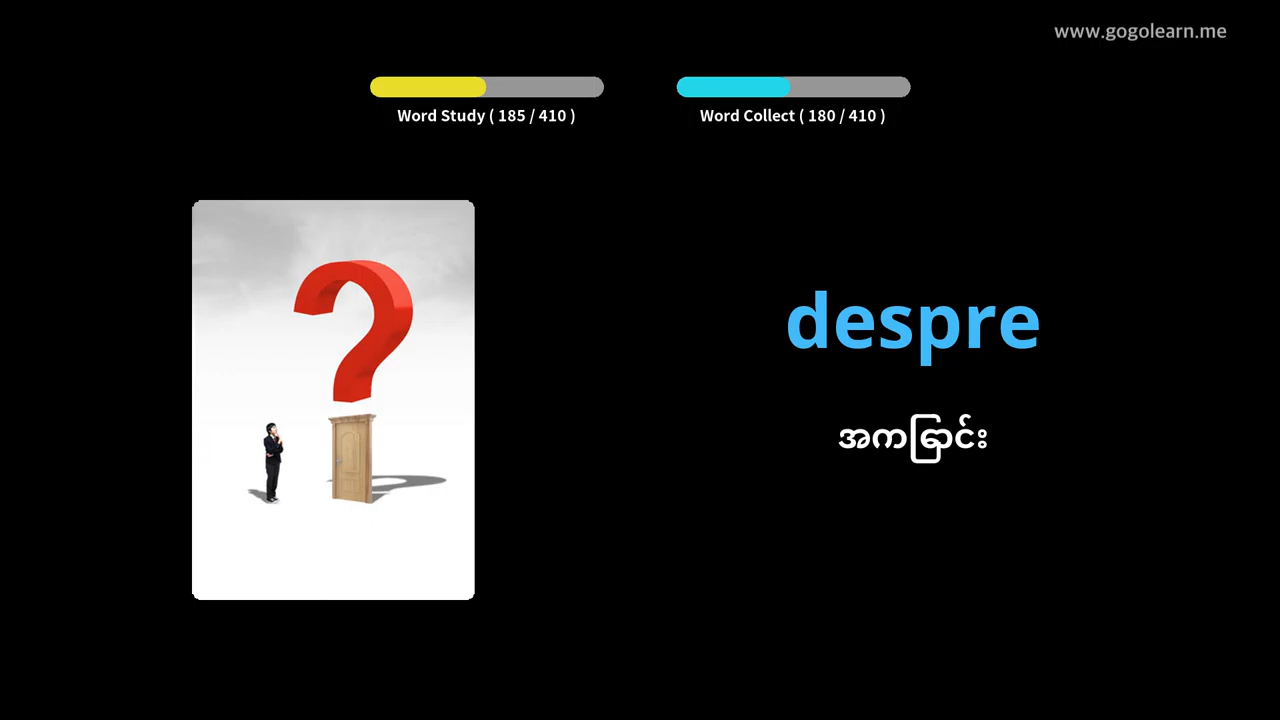 www.gogolearn.me
Word Study ( 185 / 410 )
Word Collect ( 180 / 410 )
despre
အကြောင်း